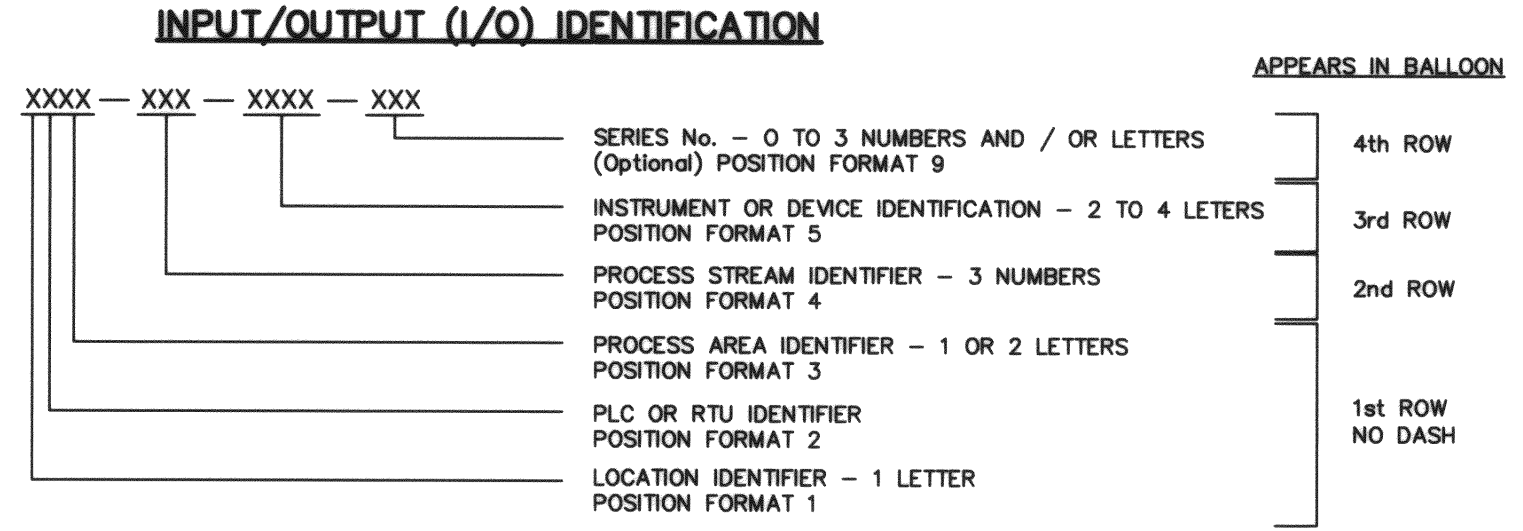 INPUT/OUTPUT (I/O) IDENTIFICATION
APPEARS IN BALLOON
XXXX — XXX — XXXX — XXX
SERIES No. – 0 TO 3 NUMBERS AND / OR LETTERS
(Optional) POSITION FORMAT 9
4th ROW
INSTRUMENT OR DEVICE IDENTIFICATION – 2 TO 4 LETERS
POSITION FORMAT 5
3rd ROW
PROCESS STREAM IDENTIFIER – 3 NUMBERS
POSITION FORMAT 4
2nd ROW
PROCESS AREA IDENTIFIER – 1 OR 2 LETTERS
POSITION FORMAT 3
PLC OR RTU IDENTIFIER
POSITION FORMAT 2
1st ROW
NO DASH
LOCATION IDENTIFIER – 1 LETTER
POSITION FORMAT 1